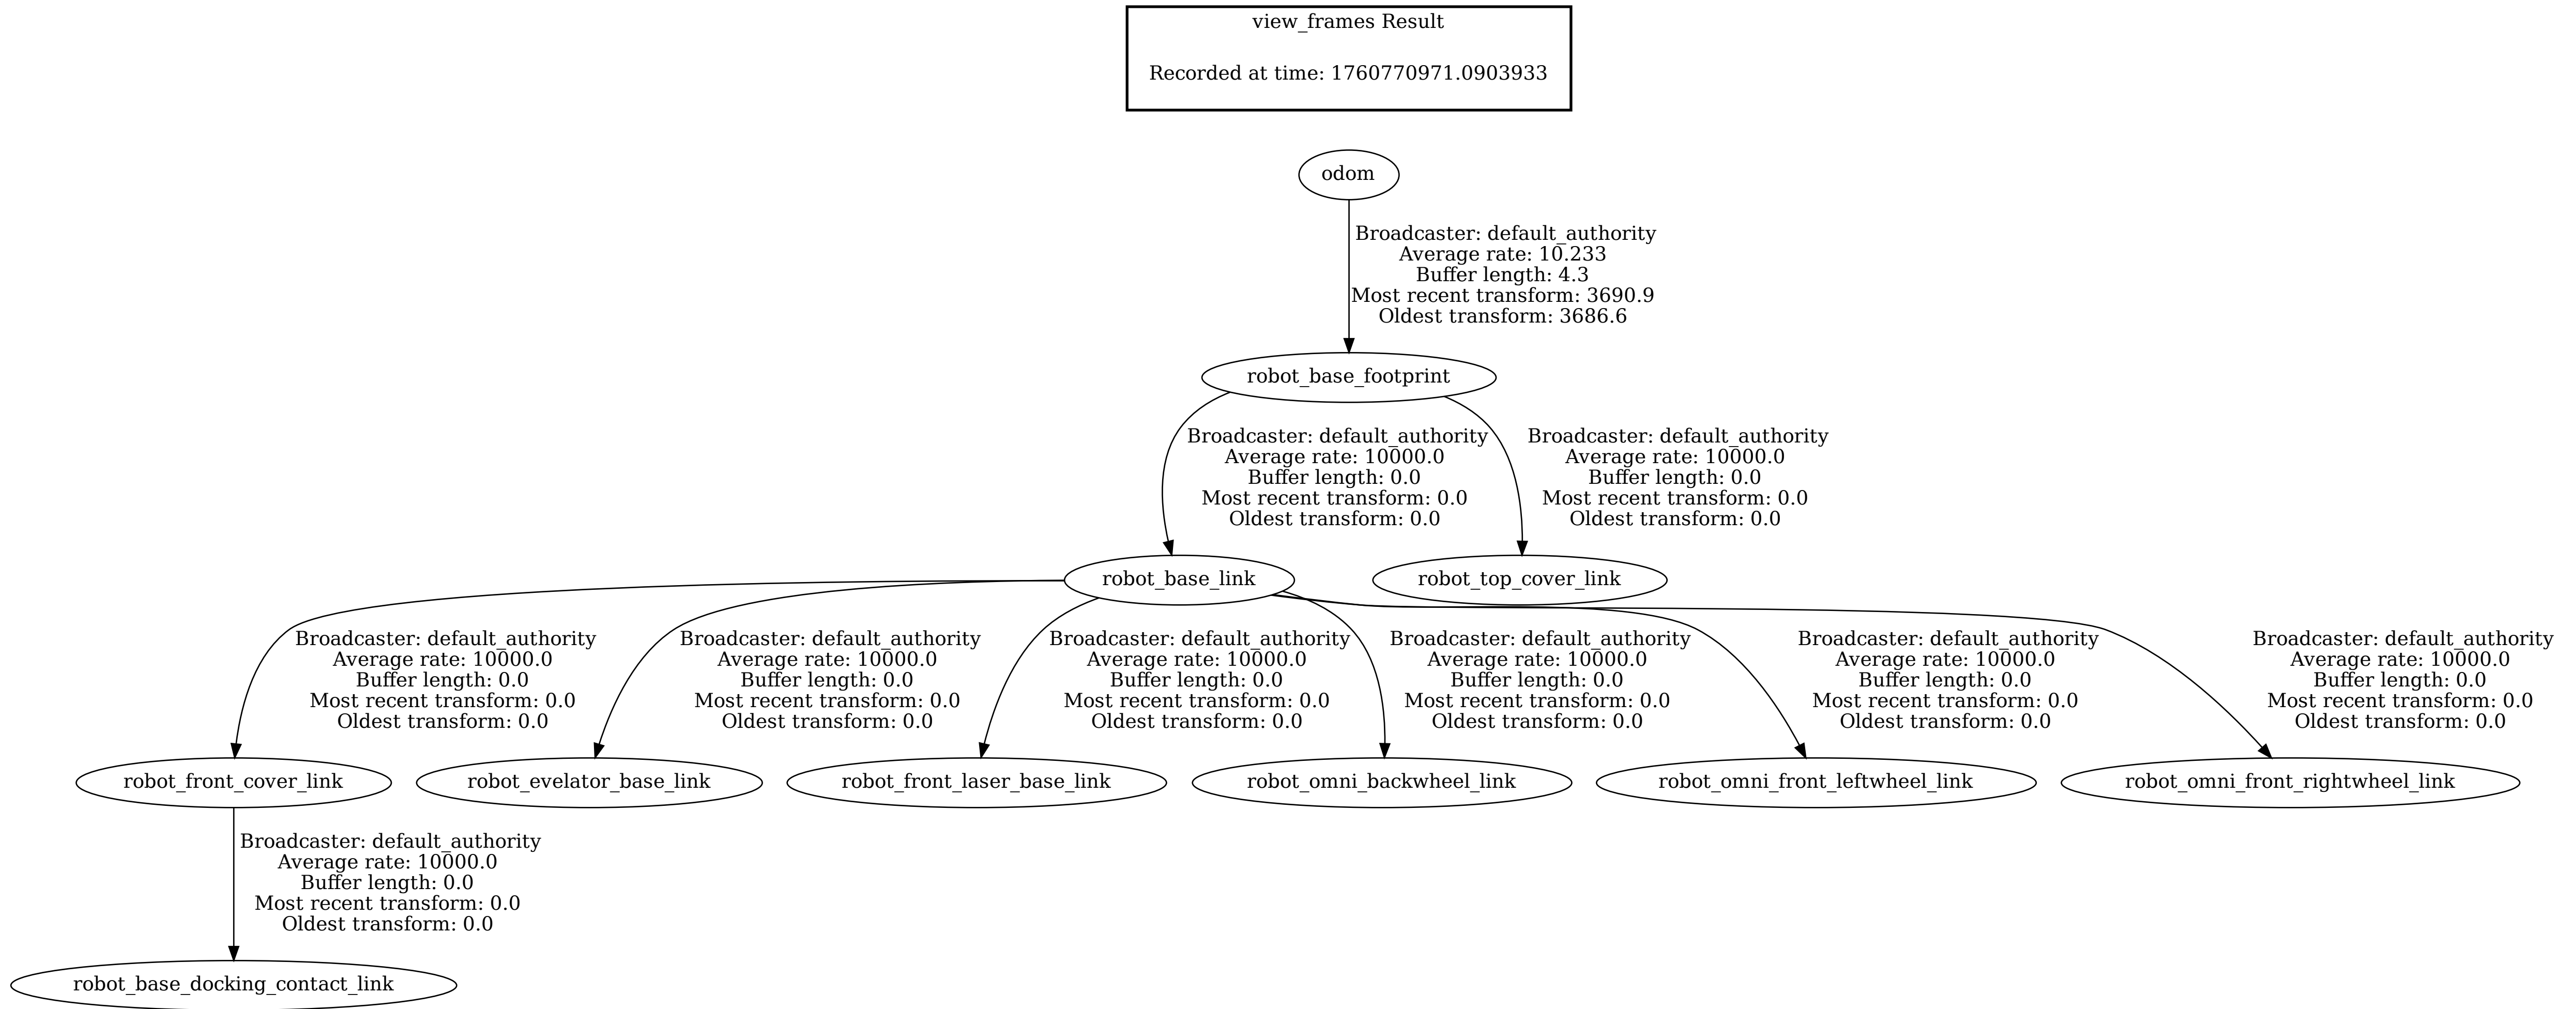 view_frames Result
Recorded at time: 1760770971.0903933
odom
Broadcaster: default_authority
Average rate: 10.233
Buffer length: 4.3
Most recent transform: 3690.9
Oldest transform: 3686.6
robot_base_footprint
Broadcaster: default_authority
Average rate: 10000.0
Buffer length: 0.0
Most recent transform: 0.0
Oldest transform: 0.0
Broadcaster: default_authority
Average rate: 10000.0
Buffer length: 0.0
Most recent transform: 0.0
Oldest transform: 0.0
robot_base_link
robot_top_cover_link
Broadcaster: default_authority
Average rate: 10000.0
Buffer length: 0.0
Most recent transform: 0.0
Oldest transform: 0.0
Broadcaster: default_authority
Average rate: 10000.0
Buffer length: 0.0
Most recent transform: 0.0
Oldest transform: 0.0
Broadcaster: default_authority
Average rate: 10000.0
Buffer length: 0.0
Most recent transform: 0.0
Oldest transform: 0.0
Broadcaster: default_authority
Average rate: 10000.0
Buffer length: 0.0
Most recent transform: 0.0
Oldest transform: 0.0
Broadcaster: default_authority
Average rate: 10000.0
Buffer length: 0.0
Most recent transform: 0.0
Oldest transform: 0.0
Broadcaster: default_authority
Average rate: 10000.0
Buffer length: 0.0
Most recent transform: 0.0
Oldest transform: 0.0
robot_front_cover_link
robot_evelator_base_link
robot_front_laser_base_link
robot_omni_backwheel_link
robot_omni_front_leftwheel_link
robot_omni_front_rightwheel_link
Broadcaster: default_authority
Average rate: 10000.0
Buffer length: 0.0
Most recent transform: 0.0
Oldest transform: 0.0
robot_base_docking_contact_link